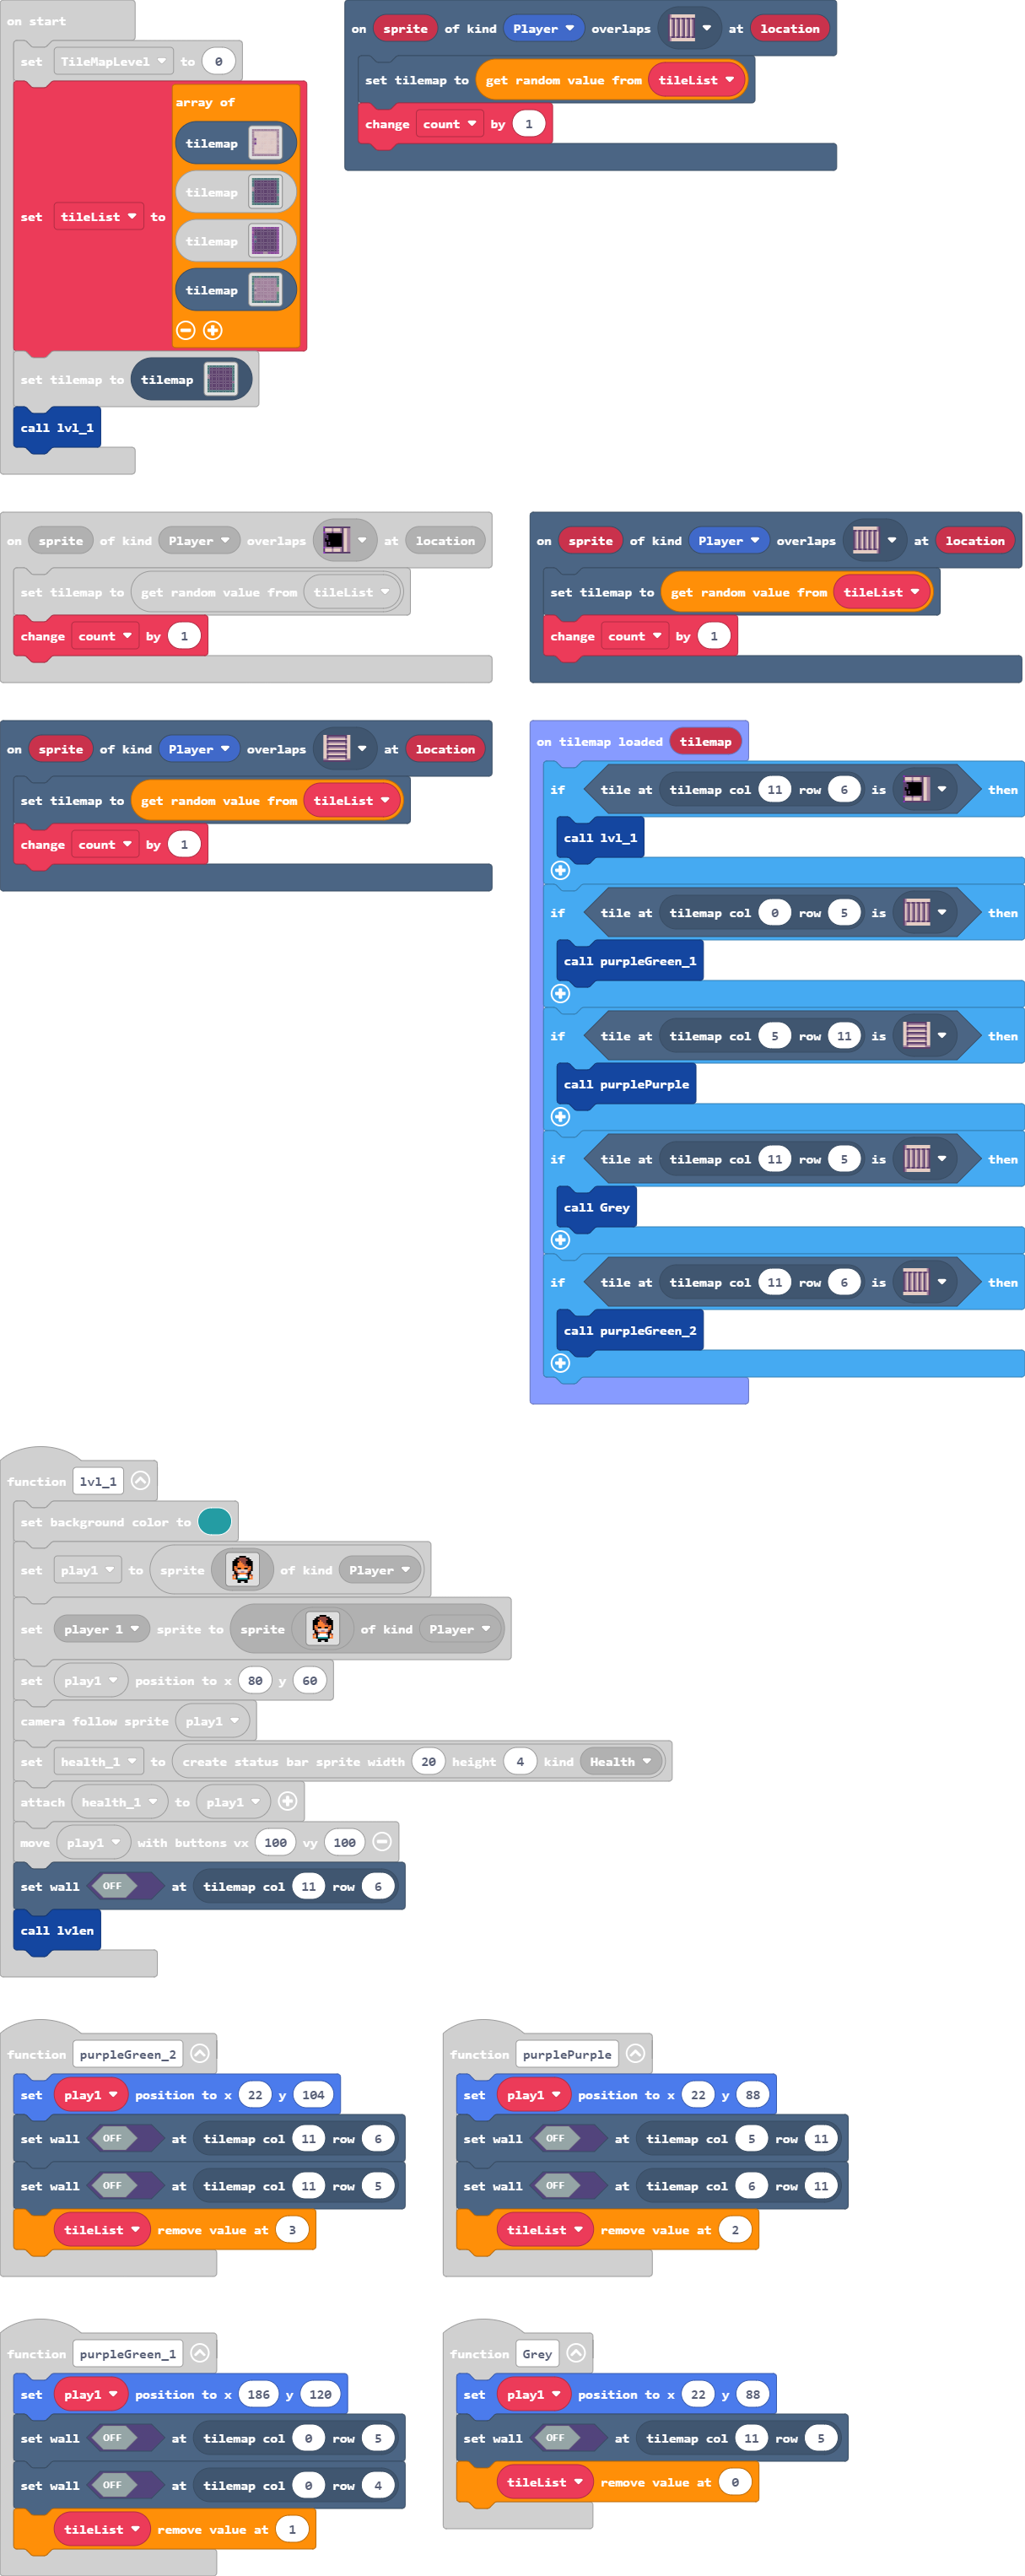 on start
set TileMapLevel to 0
set tileList to array of
tilemap
tilemap
tilemap
tilemap
set tilemap to tilemap
call lvl_1
on sprite of kind Player overlaps at location
set tilemap to get random value from tileList
change count by 1
on sprite of kind Player overlaps at location
set tilemap to get random value from tileList
change count by 1
on sprite of kind Player overlaps at location
set tilemap to get random value from tileList
change count by 1
on sprite of kind Player overlaps at location
set tilemap to get random value from tileList
change count by 1
on tilemap loaded tilemap
if tile at tilemap col 11 row 6 is then
call lvl_1
if tile at tilemap col 0 row 5 is then
call purpleGreen_1
if tile at tilemap col 5 row 11 is then
call purplePurple
if tile at tilemap col 11 row 5 is then
call Grey
if tile at tilemap col 11 row 6 is then
call purpleGreen_2
function lvl_1
set background color to
set play1 to sprite of kind Player
set player 1 sprite to sprite of kind Player
set play1 position to x 80 y 60
camera follow sprite play1
set health_1 to create status bar sprite width 20 height 4 kind Health
attach health_1 to play1
move play1 with buttons vx 100 vy 100
set wall OFF at tilemap col 11 row 6
call lv1en
function purpleGreen_2
set play1 position to x 22 y 104
set wall OFF at tilemap col 11 row 6
set wall OFF at tilemap col 11 row 5
tileList remove value at 3
function purplePurple
set play1 position to x 22 y 88
set wall OFF at tilemap col 5 row 11
set wall OFF at tilemap col 6 row 11
tileList remove value at 2
function purpleGreen_1
set play1 position to x 186 y 120
set wall OFF at tilemap col 0 row 5
set wall OFF at tilemap col 0 row 4
tileList remove value at 1
function Grey
set play1 position to x 22 y 88
set wall OFF at tilemap col 11 row 5
tileList remove value at 0